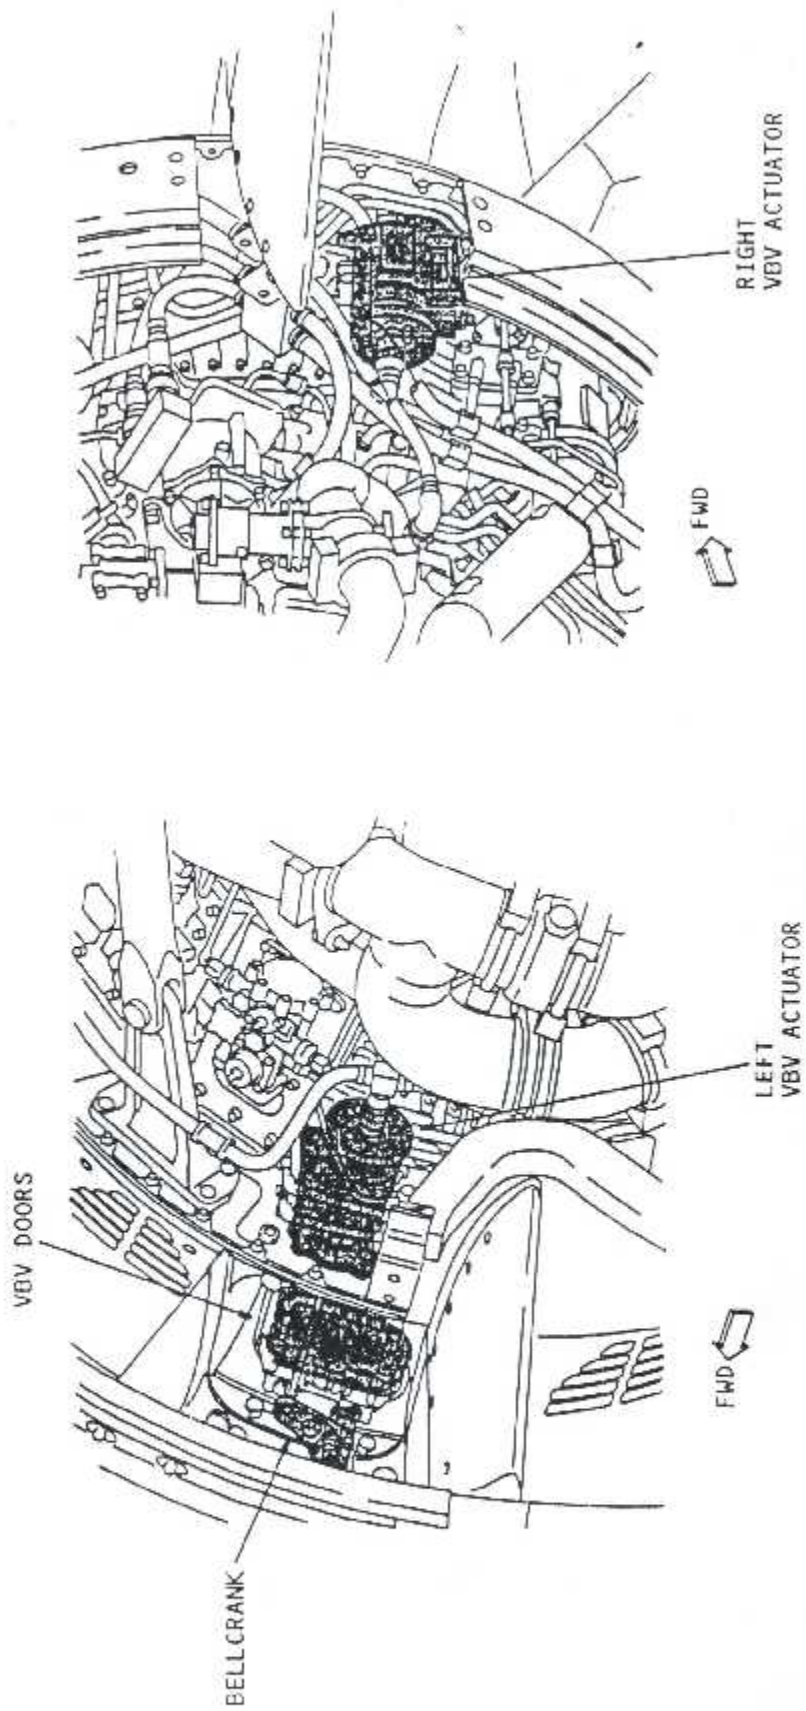 VBV DOORS
BELLCRANK
FWD
LEFT
VBV ACTUATOR
FWD
RIGHT
VBV ACTUATOR